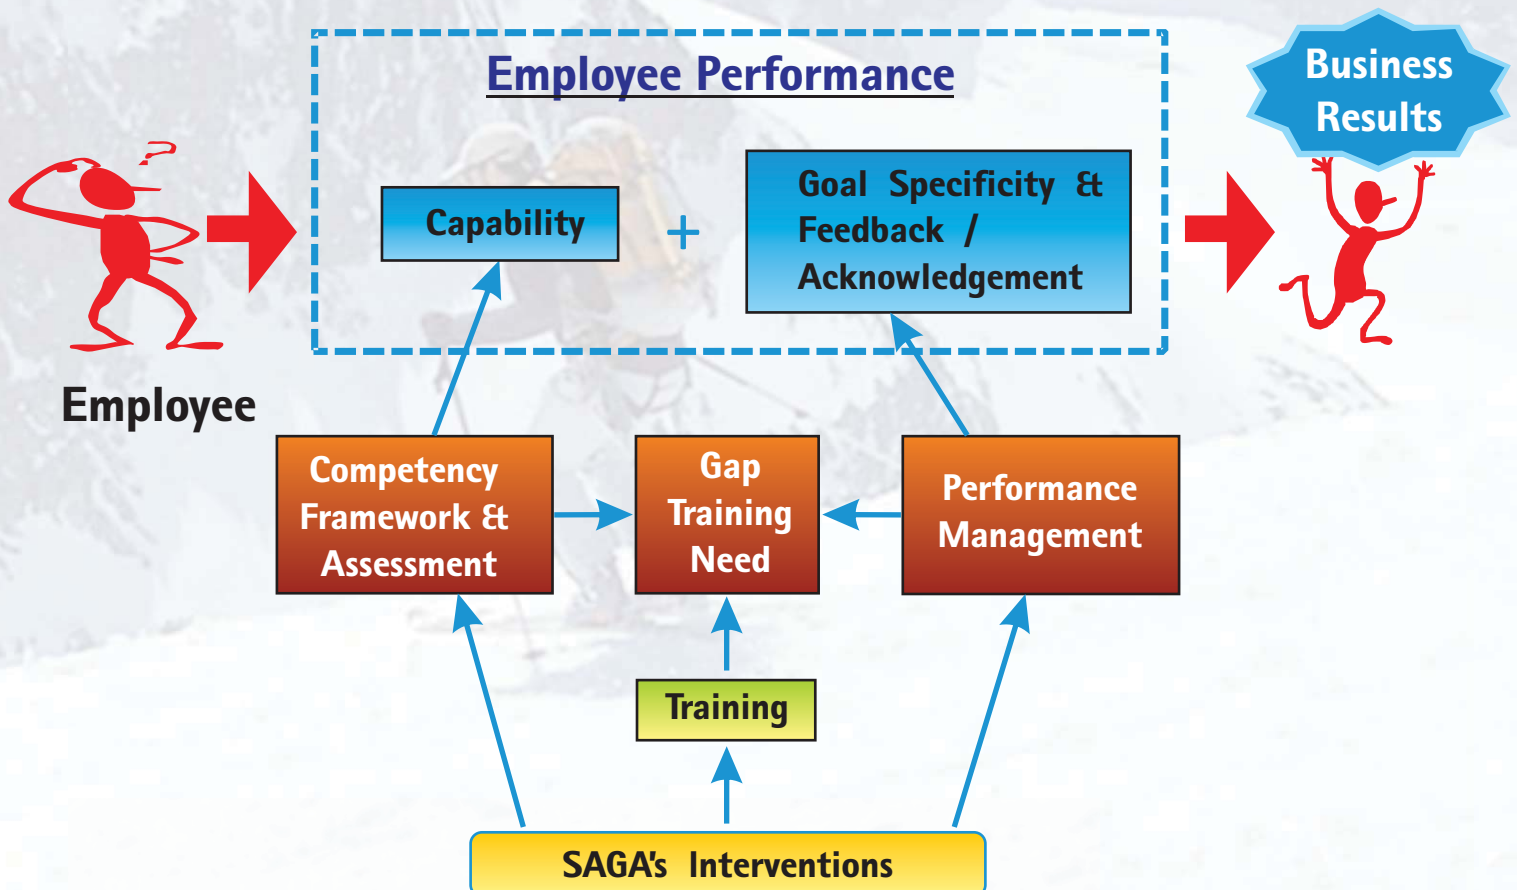 Employee Performance
Business
Results
Capability
+
Goal Specificity &
Feedback /
Acknowledgement
?
Employee
Competency
Framework &
Assessment
Gap
Training
Need
Performance
Management
Training
SAGA's Interventions